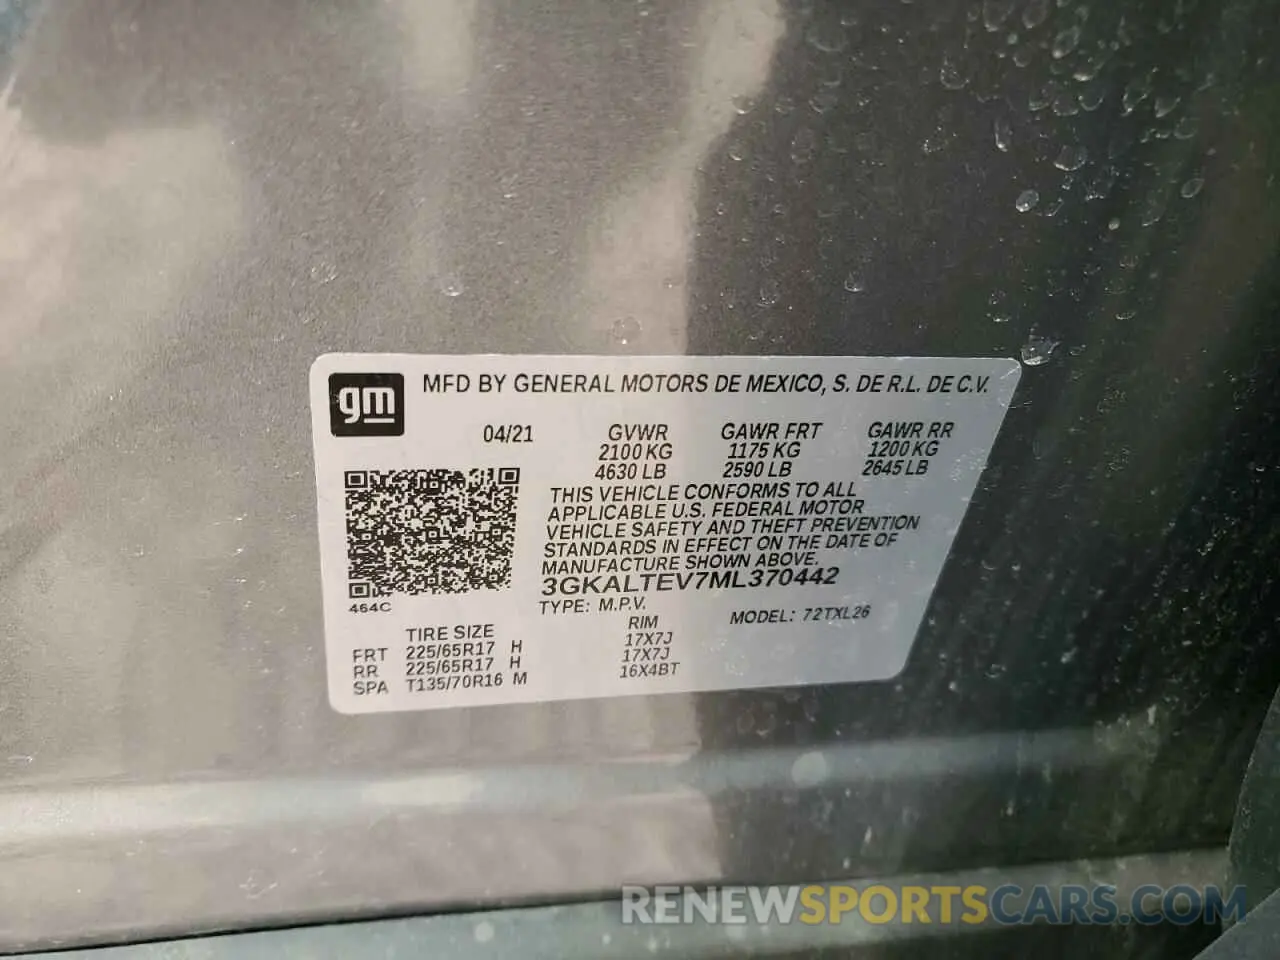 gm
MFD BY GENERAL MOTORS DE MEXICO, S. DE R.L. DE C.V.
04/21 GVWR GAWR FRT GAWR RR
2100 KG 1175 KG 1200 KG
4630 LB 2590 LB 2645 LB
THIS VEHICLE CONFORMS TO ALL
APPLICABLE U.S. FEDERAL MOTOR
VEHICLE SAFETY AND THEFT PREVENTION
STANDARDS IN EFFECT ON THE DATE OF
MANUFACTURE SHOWN ABOVE.
3GKALTEV7ML370442
464C
TYPE: M.P.V. MODEL: 72TXL26
TIRE SIZE RIM
FRT 225/65R17 H 17X7J
RR 225/65R17 H 17X7J
SPA T135/70R16 M 16X4BT
RENEWSPORTSCARS.COM